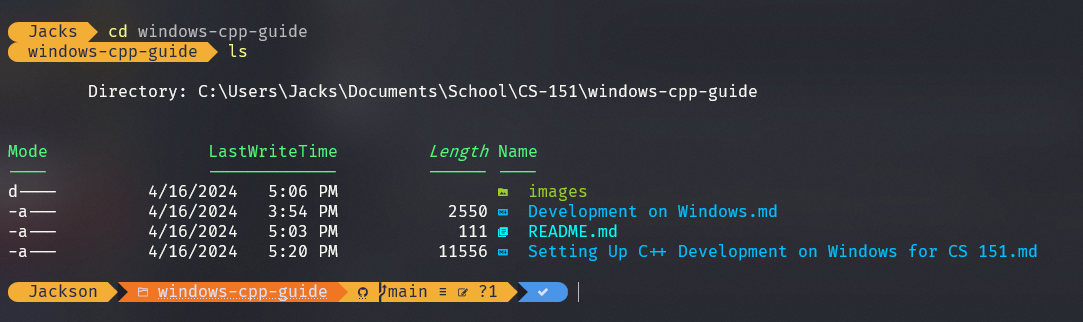 Jacks cd windows-cpp-guide
windows-cpp-guide ls
Directory: C:\Users\Jacks\Documents\School\CS-151\windows-cpp-guide
Mode LastWriteTime Length Name
---- ------------- ------ ----
d---- 4/16/2024 5:06 PM images
-a--- 4/16/2024 3:54 PM 2550 Development on Windows.md
-a--- 4/16/2024 5:03 PM 111 README.md
-a--- 4/16/2024 5:20 PM 11556 Setting Up C++ Development on Windows for CS 151.md
Jackson windows-cpp-guide main ≡ ?1 ✔